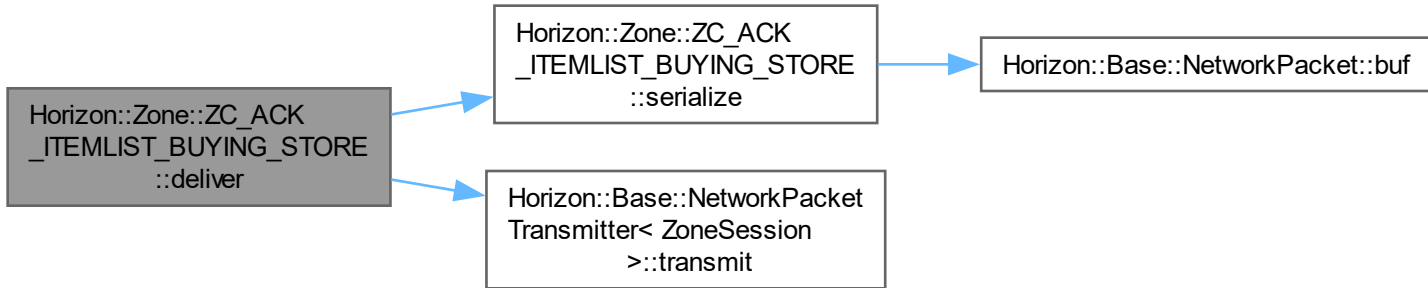 Horizon::Zone::ZC_ACK
_ITEMLIST_BUYING_STORE
::deliver
Horizon::Zone::ZC_ACK
_ITEMLIST_BUYING_STORE
::serialize
Horizon::Base::NetworkPacket::buf
Horizon::Base::NetworkPacket
Transmitter< ZoneSession
>::transmit